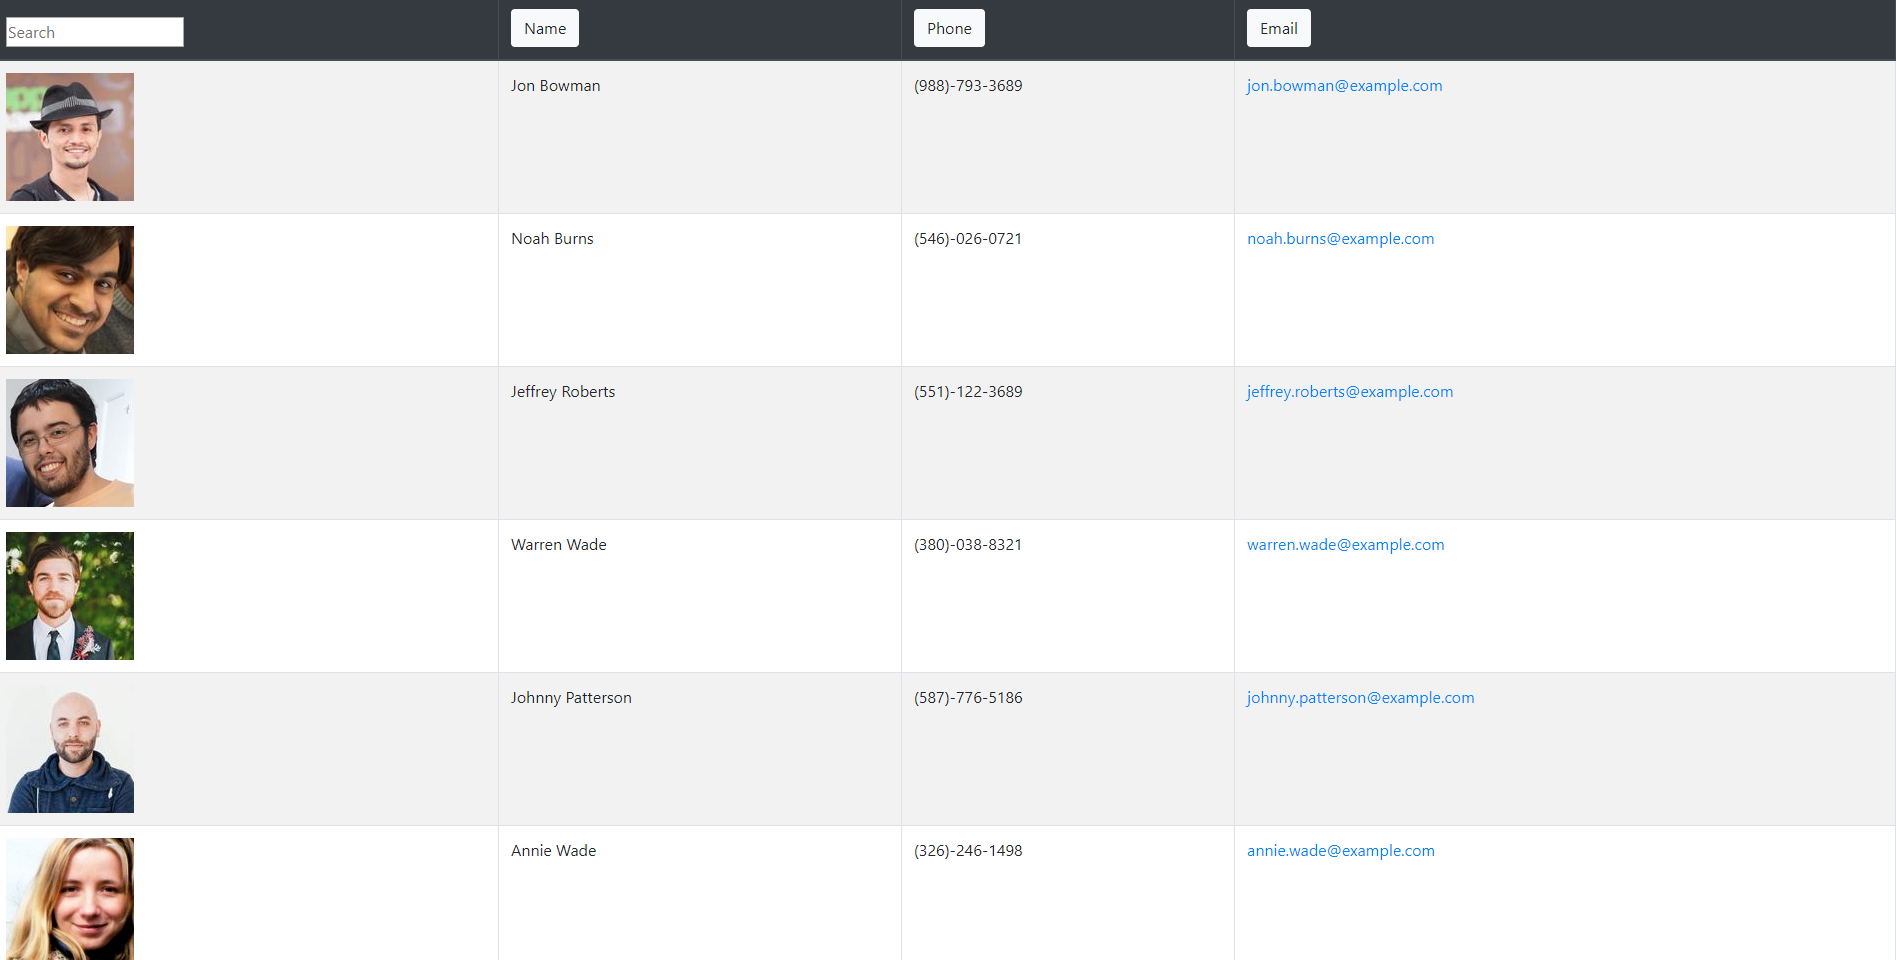 Search Name Phone Email
Jon Bowman (988)-793-3689 jon.bowman@example.com
Noah Burns (546)-026-0721 noah.burns@example.com
Jeffrey Roberts (551)-122-3689 jeffrey.roberts@example.com
Warren Wade (380)-038-8321 warren.wade@example.com
Johnny Patterson (587)-776-5186 johnny.patterson@example.com
Annie Wade (326)-246-1498 annie.wade@example.com